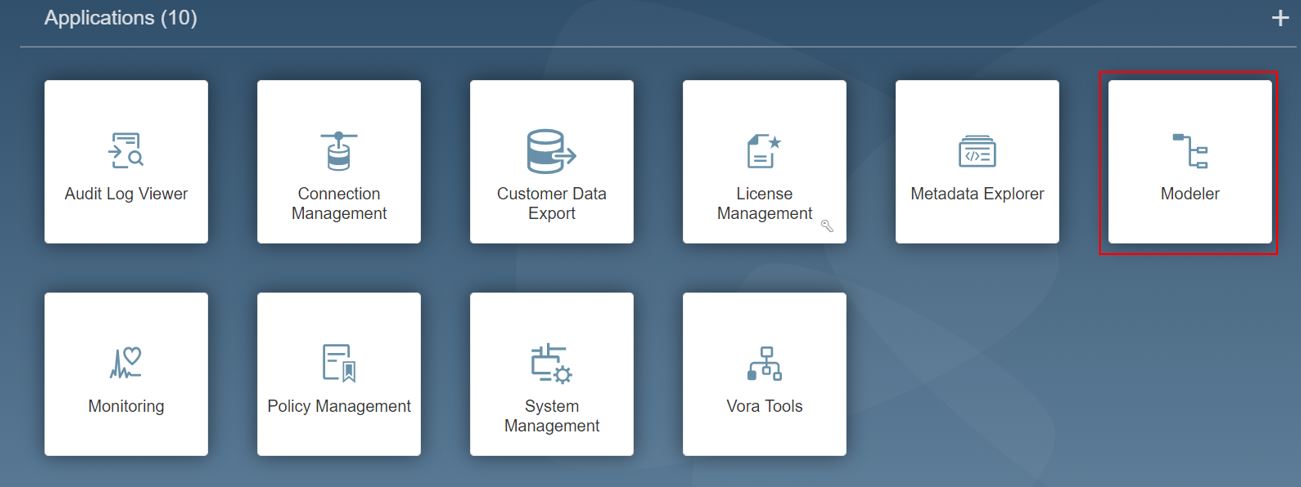 Applications (10)
+
Audit Log Viewer
Connection
Management
Customer Data
Export
License
Management
Metadata Explorer
Modeler
Monitoring
Policy Management
System
Management
Vora Tools